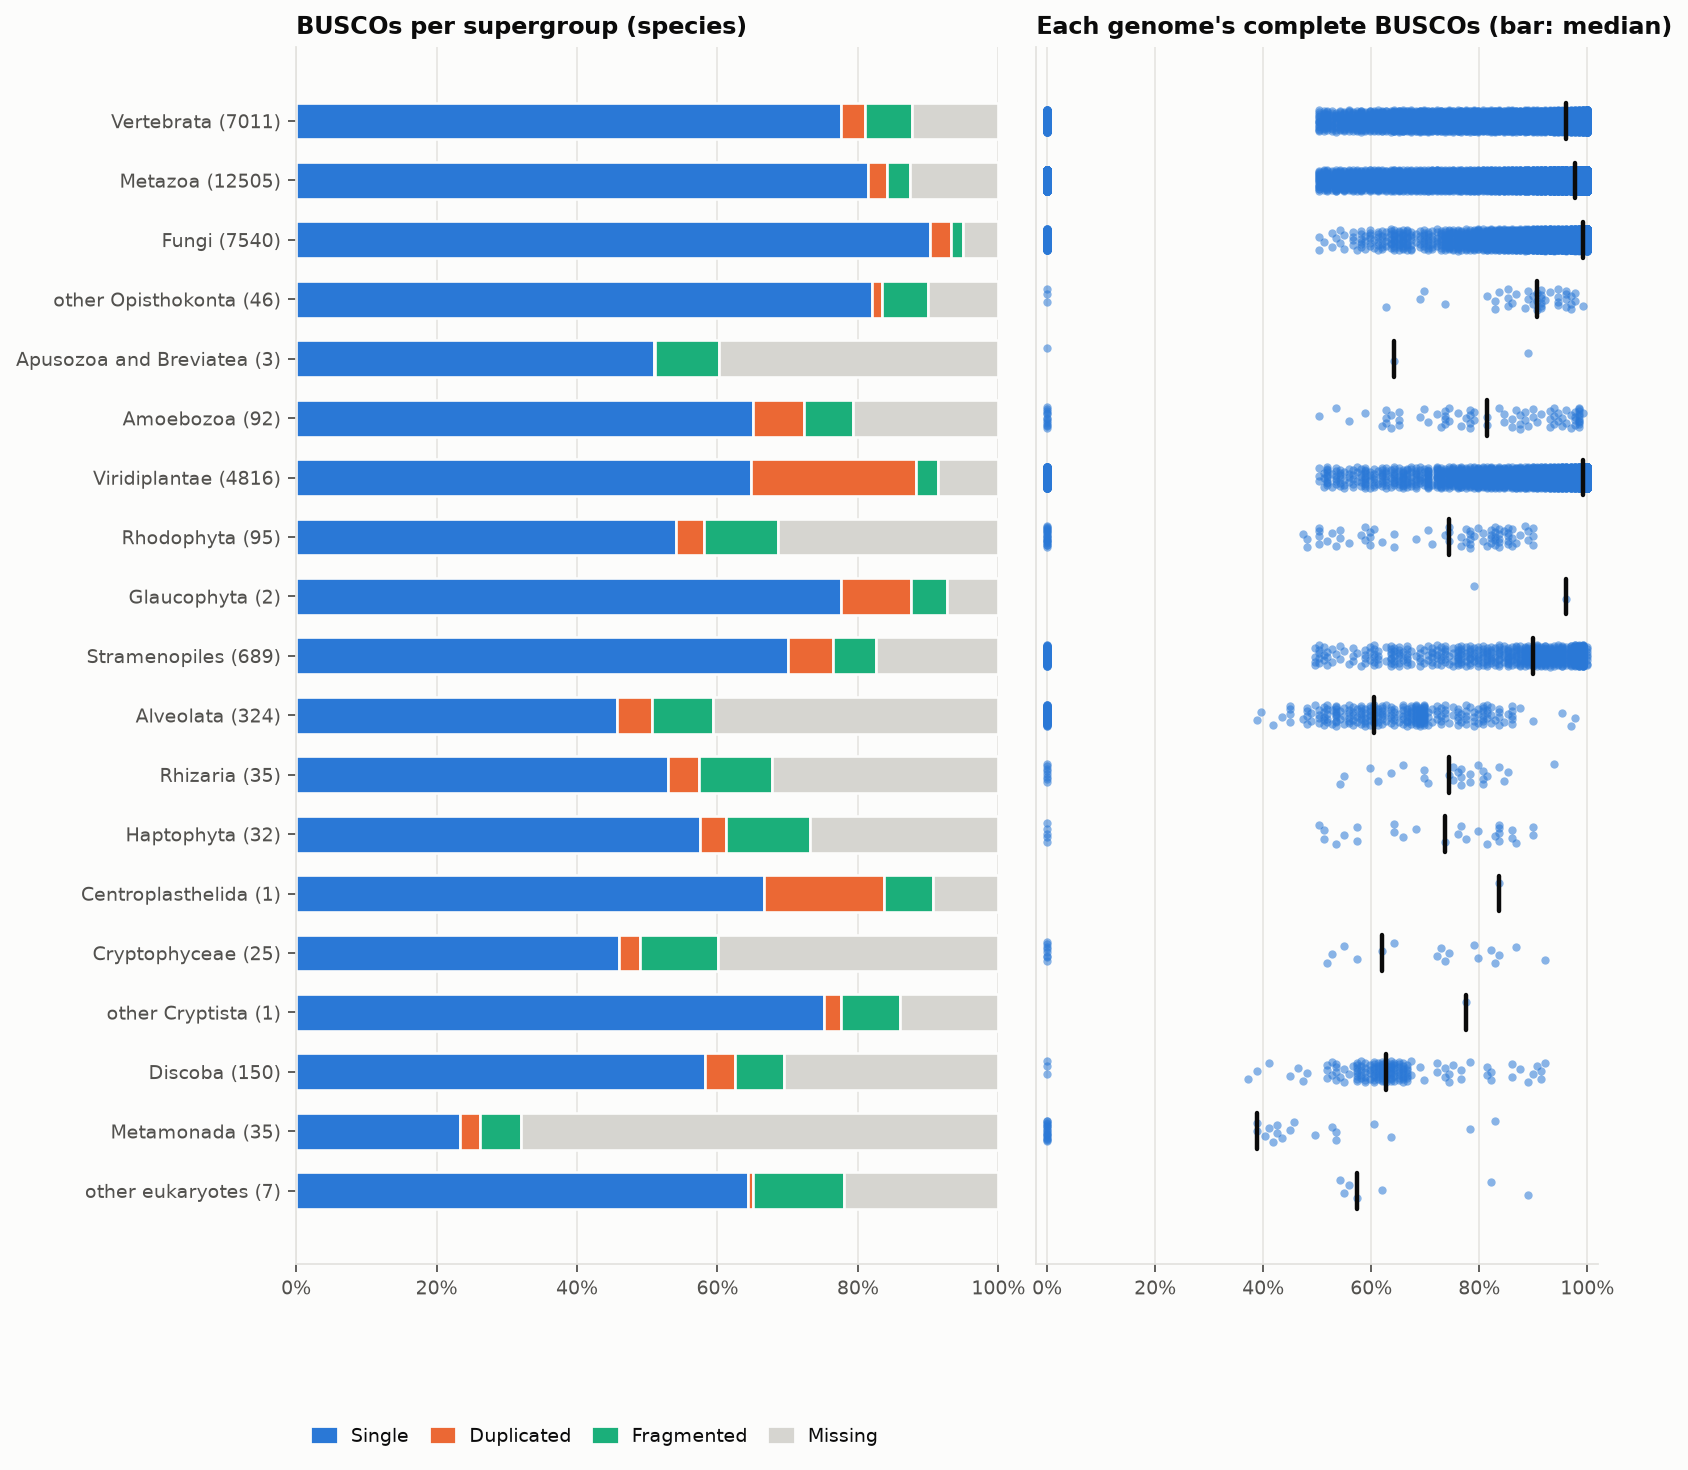 BUSCOs per supergroup (species)
Each genome's complete BUSCOs (bar: median)
Vertebrata (7011)
Metazoa (12505)
Fungi (7540)
other Opisthokonta (46)
Apusozoa and Breviatea (3)
Amoebozoa (92)
Viridiplantae (4816)
Rhodophyta (95)
Glaucophyta (2)
Stramenopiles (689)
Alveolata (324)
Rhizaria (35)
Haptophyta (32)
Centroplasthelida (1)
Cryptophyceae (25)
other Cryptista (1)
Discoba (150)
Metamonada (35)
other eukaryotes (7)
0% 20% 40% 60% 80% 100%
0% 20% 40% 60% 80% 100%
Single Duplicated Fragmented Missing